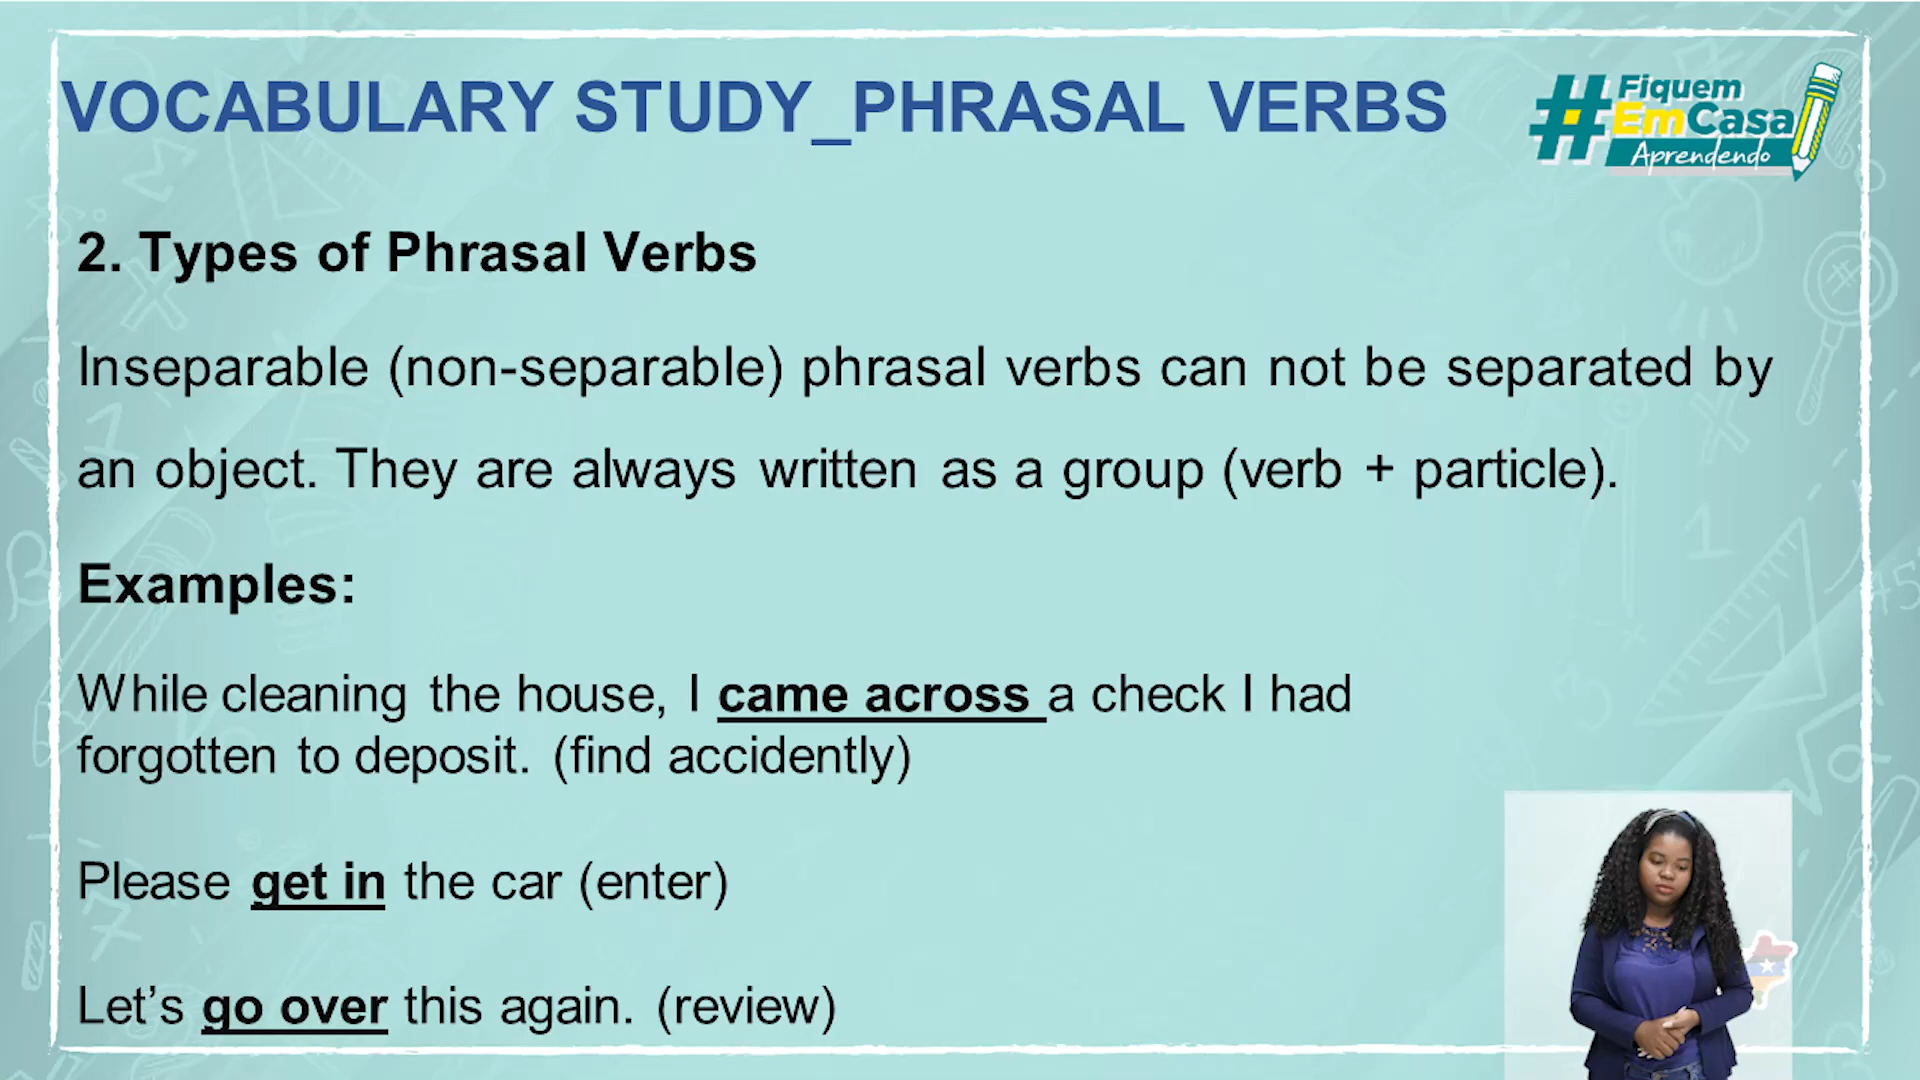 VOCABULARY STUDY_PHRASAL VERBS
#Fiquem
EmCasa
Aprendendo
2. Types of Phrasal Verbs
Inseparable (non-separable) phrasal verbs can not be separated by
an object. They are always written as a group (verb + particle).
Examples:
While cleaning the house, I came across a check I had
forgotten to deposit. (find accidently)
Please get in the car (enter)
Let’s go over this again. (review)